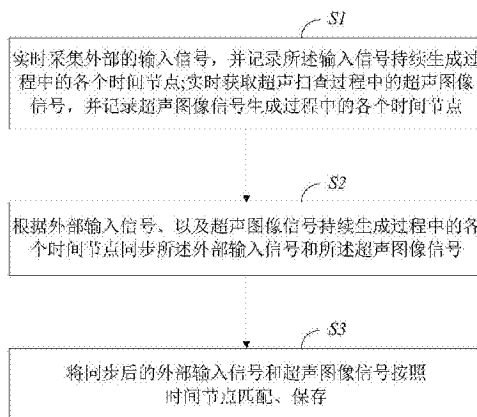 S1
实时采集外部的输入信号，并记录所述输入信号持续生成过
程中的各个时间节点;实时获取超声扫查过程中的超声图像
信号，并记录超声图像信号生成过程中的各个时间节点
S2
根据外部输入信号、以及超声图像信号持续生成过程中的各
个时间节点同步所述外部输入信号和所述超声图像信号
S3
将同步后的外部输入信号和超声图像信号按照
时间节点匹配、保存